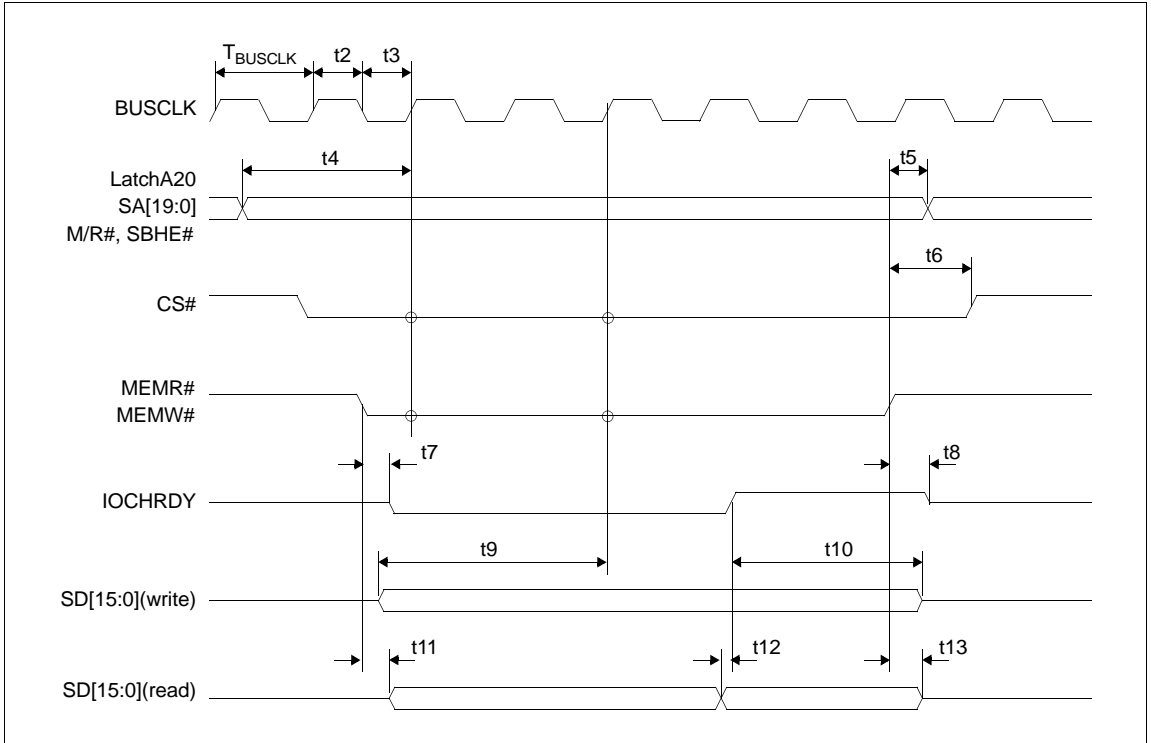 TBUSCLK t2 t3
BUSCLK
t4 t5
LatchA20
SA[19:0]
M/R#, SBHE#
t6
CS#
MEMR#
MEMW#
t7 t8
IOCHRDY
t9 t10
SD[15:0](write)
t11 t12 t13
SD[15:0](read)